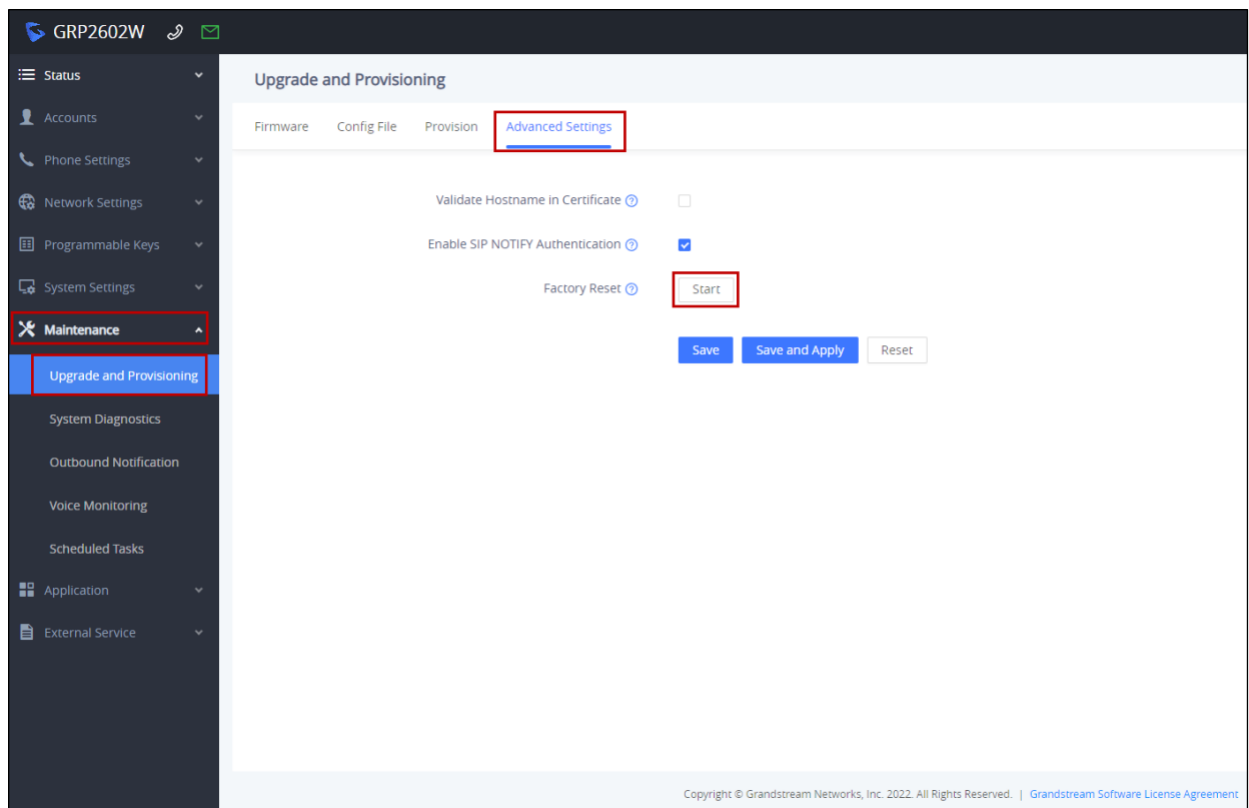 GRP2602W
Status
Accounts
Phone Settings
Network Settings
Programmable Keys
System Settings
Maintenance
Upgrade and Provisioning
System Diagnostics
Outbound Notification
Voice Monitoring
Scheduled Tasks
Application
External Service
Upgrade and Provisioning
Firmware Config File Provision Advanced Settings
Validate Hostname in Certificate ?
Enable SIP NOTIFY Authentication ?
Factory Reset ? Start
Save Save and Apply Reset
Copyright © Grandstream Networks, Inc. 2022. All Rights Reserved. | Grandstream Software License Agreement